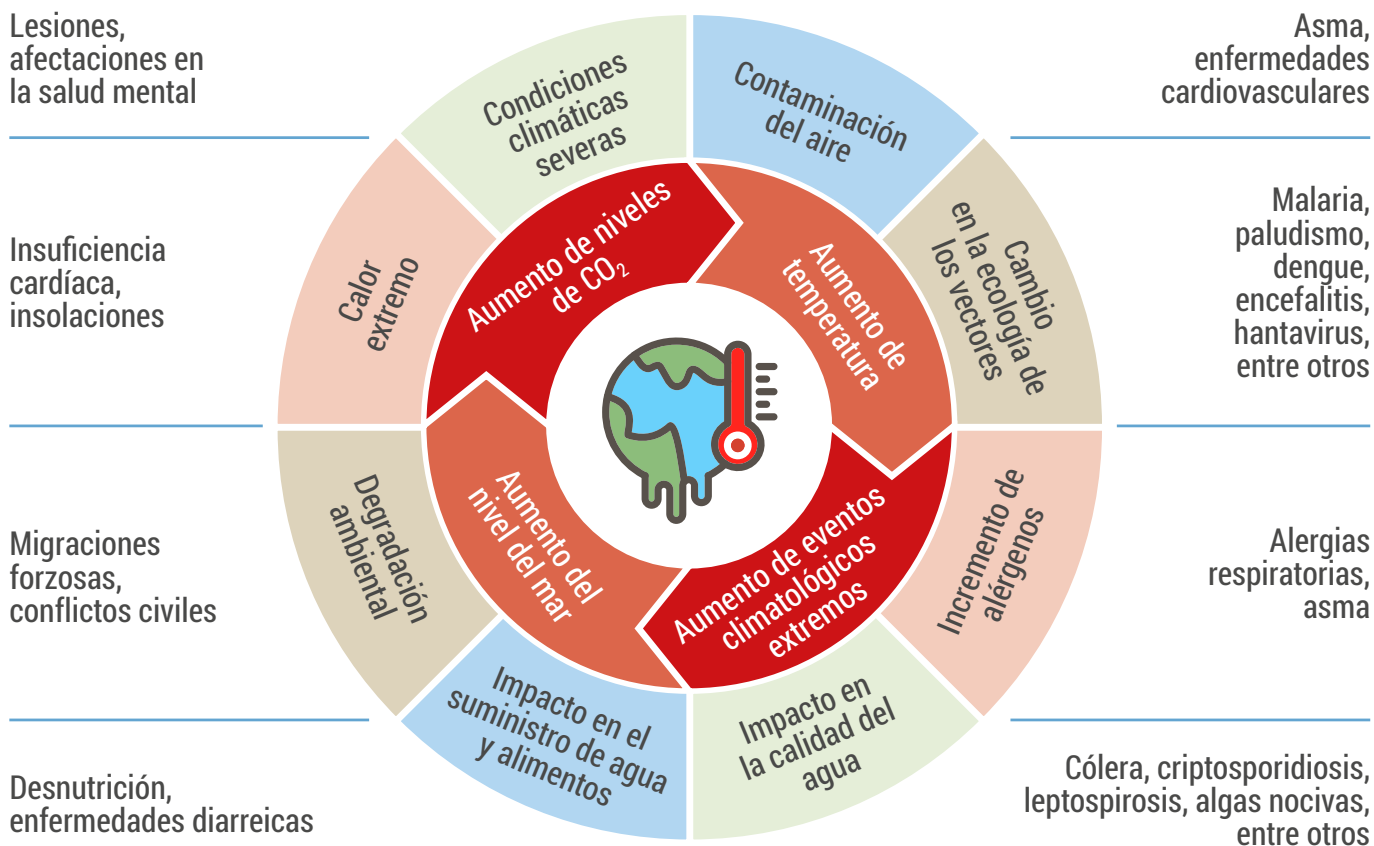 Lesiones,
afectaciones en
la salud mental
Asma,
enfermedades
cardiovasculares
Condiciones
climáticas
severas
Contaminación
del aire
Cambio
en la ecología de
los vectores
Calor
extremo
Insuficiencia
cardíaca,
insolaciones
Malaria,
paludismo,
dengue,
encefalitis,
hantavirus,
entre otros
Aumento de niveles
de CO₂
Aumento de
temperatura
Aumento de eventos
climatológicos
extremos
Aumento del
nivel del mar
Degradación
ambiental
Incremento de
alérgenos
Migraciones
forzosas,
conflictos civiles
Alergias
respiratorias,
asma
Impacto en el
suministro de agua
y alimentos
Impacto en
la calidad del
agua
Desnutrición,
enfermedades diarreicas
Cólera, criptosporidiosis,
leptospirosis, algas nocivas,
entre otros